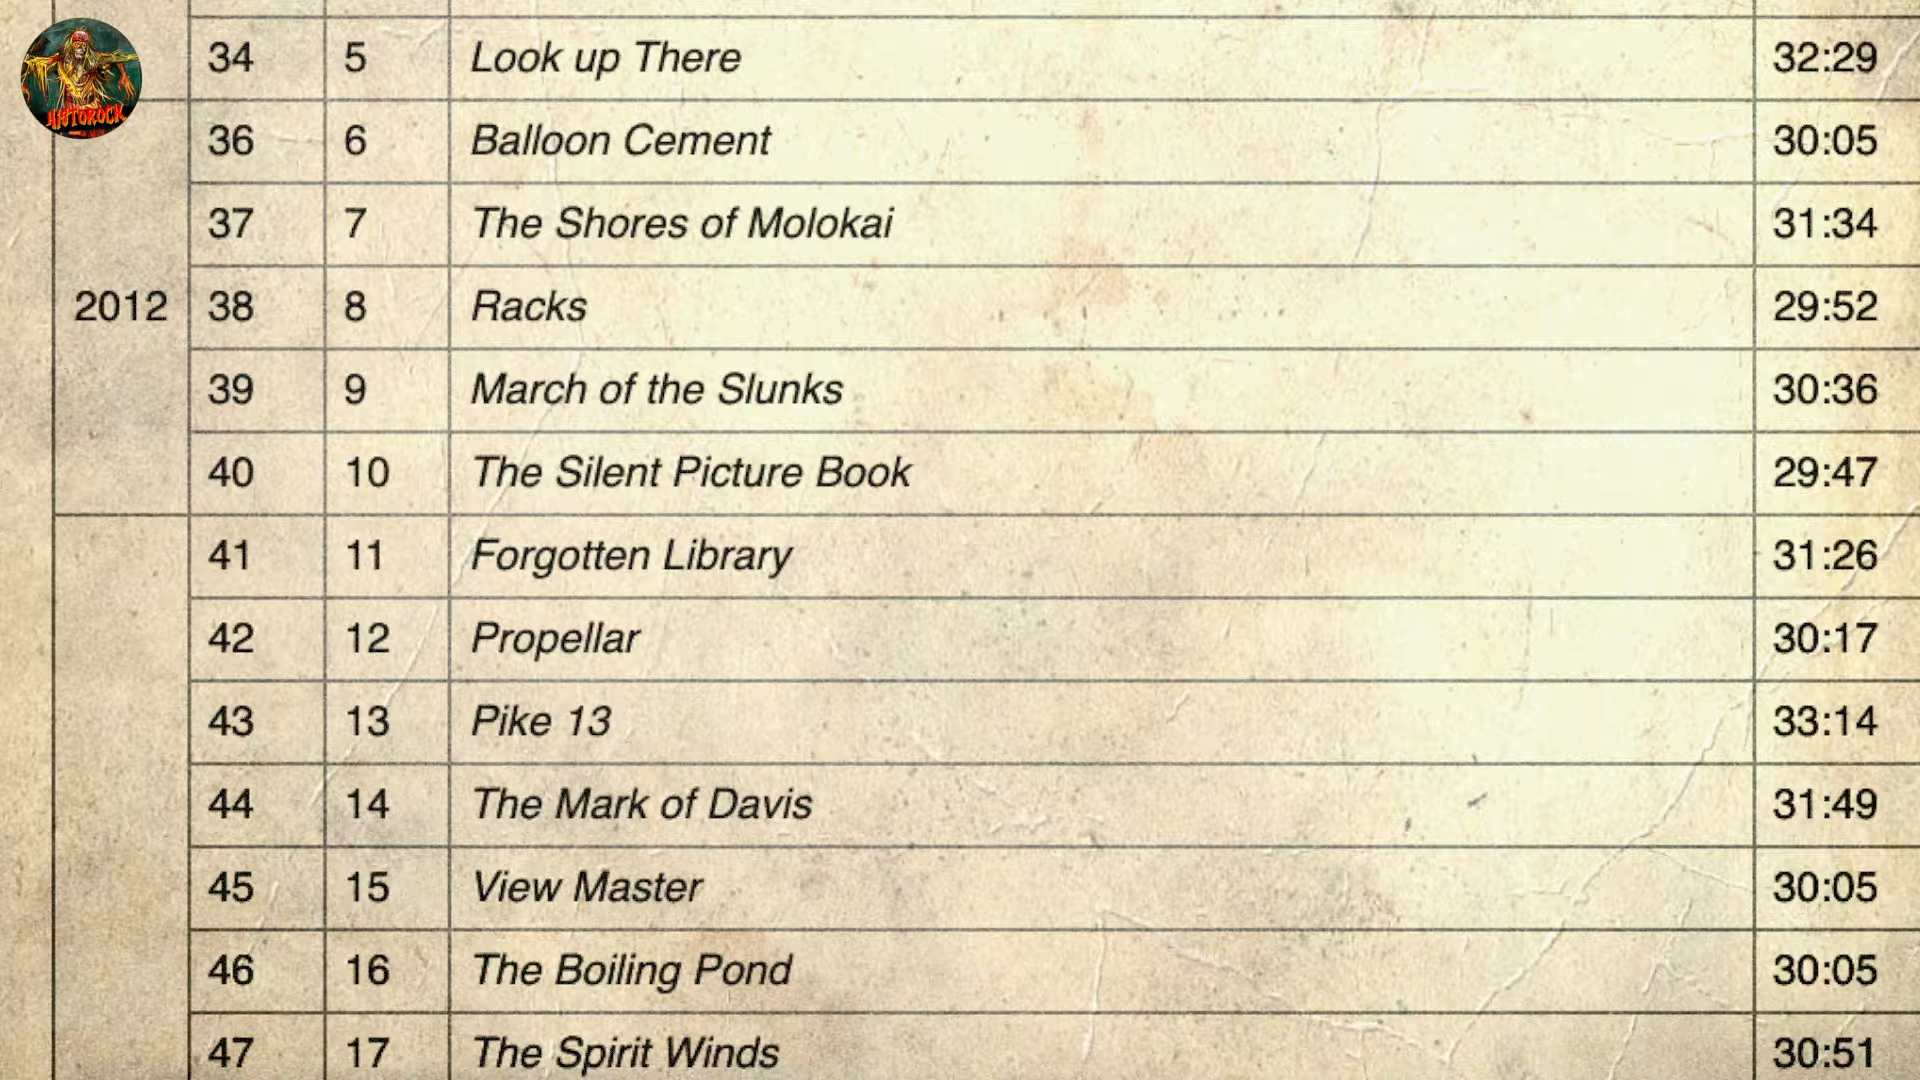 HISTOROCK
34 5 Look up There 32:29
36 6 Balloon Cement 30:05
37 7 The Shores of Molokai 31:34
2012 38 8 Racks 29:52
39 9 March of the Slunks 30:36
40 10 The Silent Picture Book 29:47
41 11 Forgotten Library 31:26
42 12 Propellar 30:17
43 13 Pike 13 33:14
44 14 The Mark of Davis 31:49
45 15 View Master 30:05
46 16 The Boiling Pond 30:05
47 17 The Spirit Winds 30:51